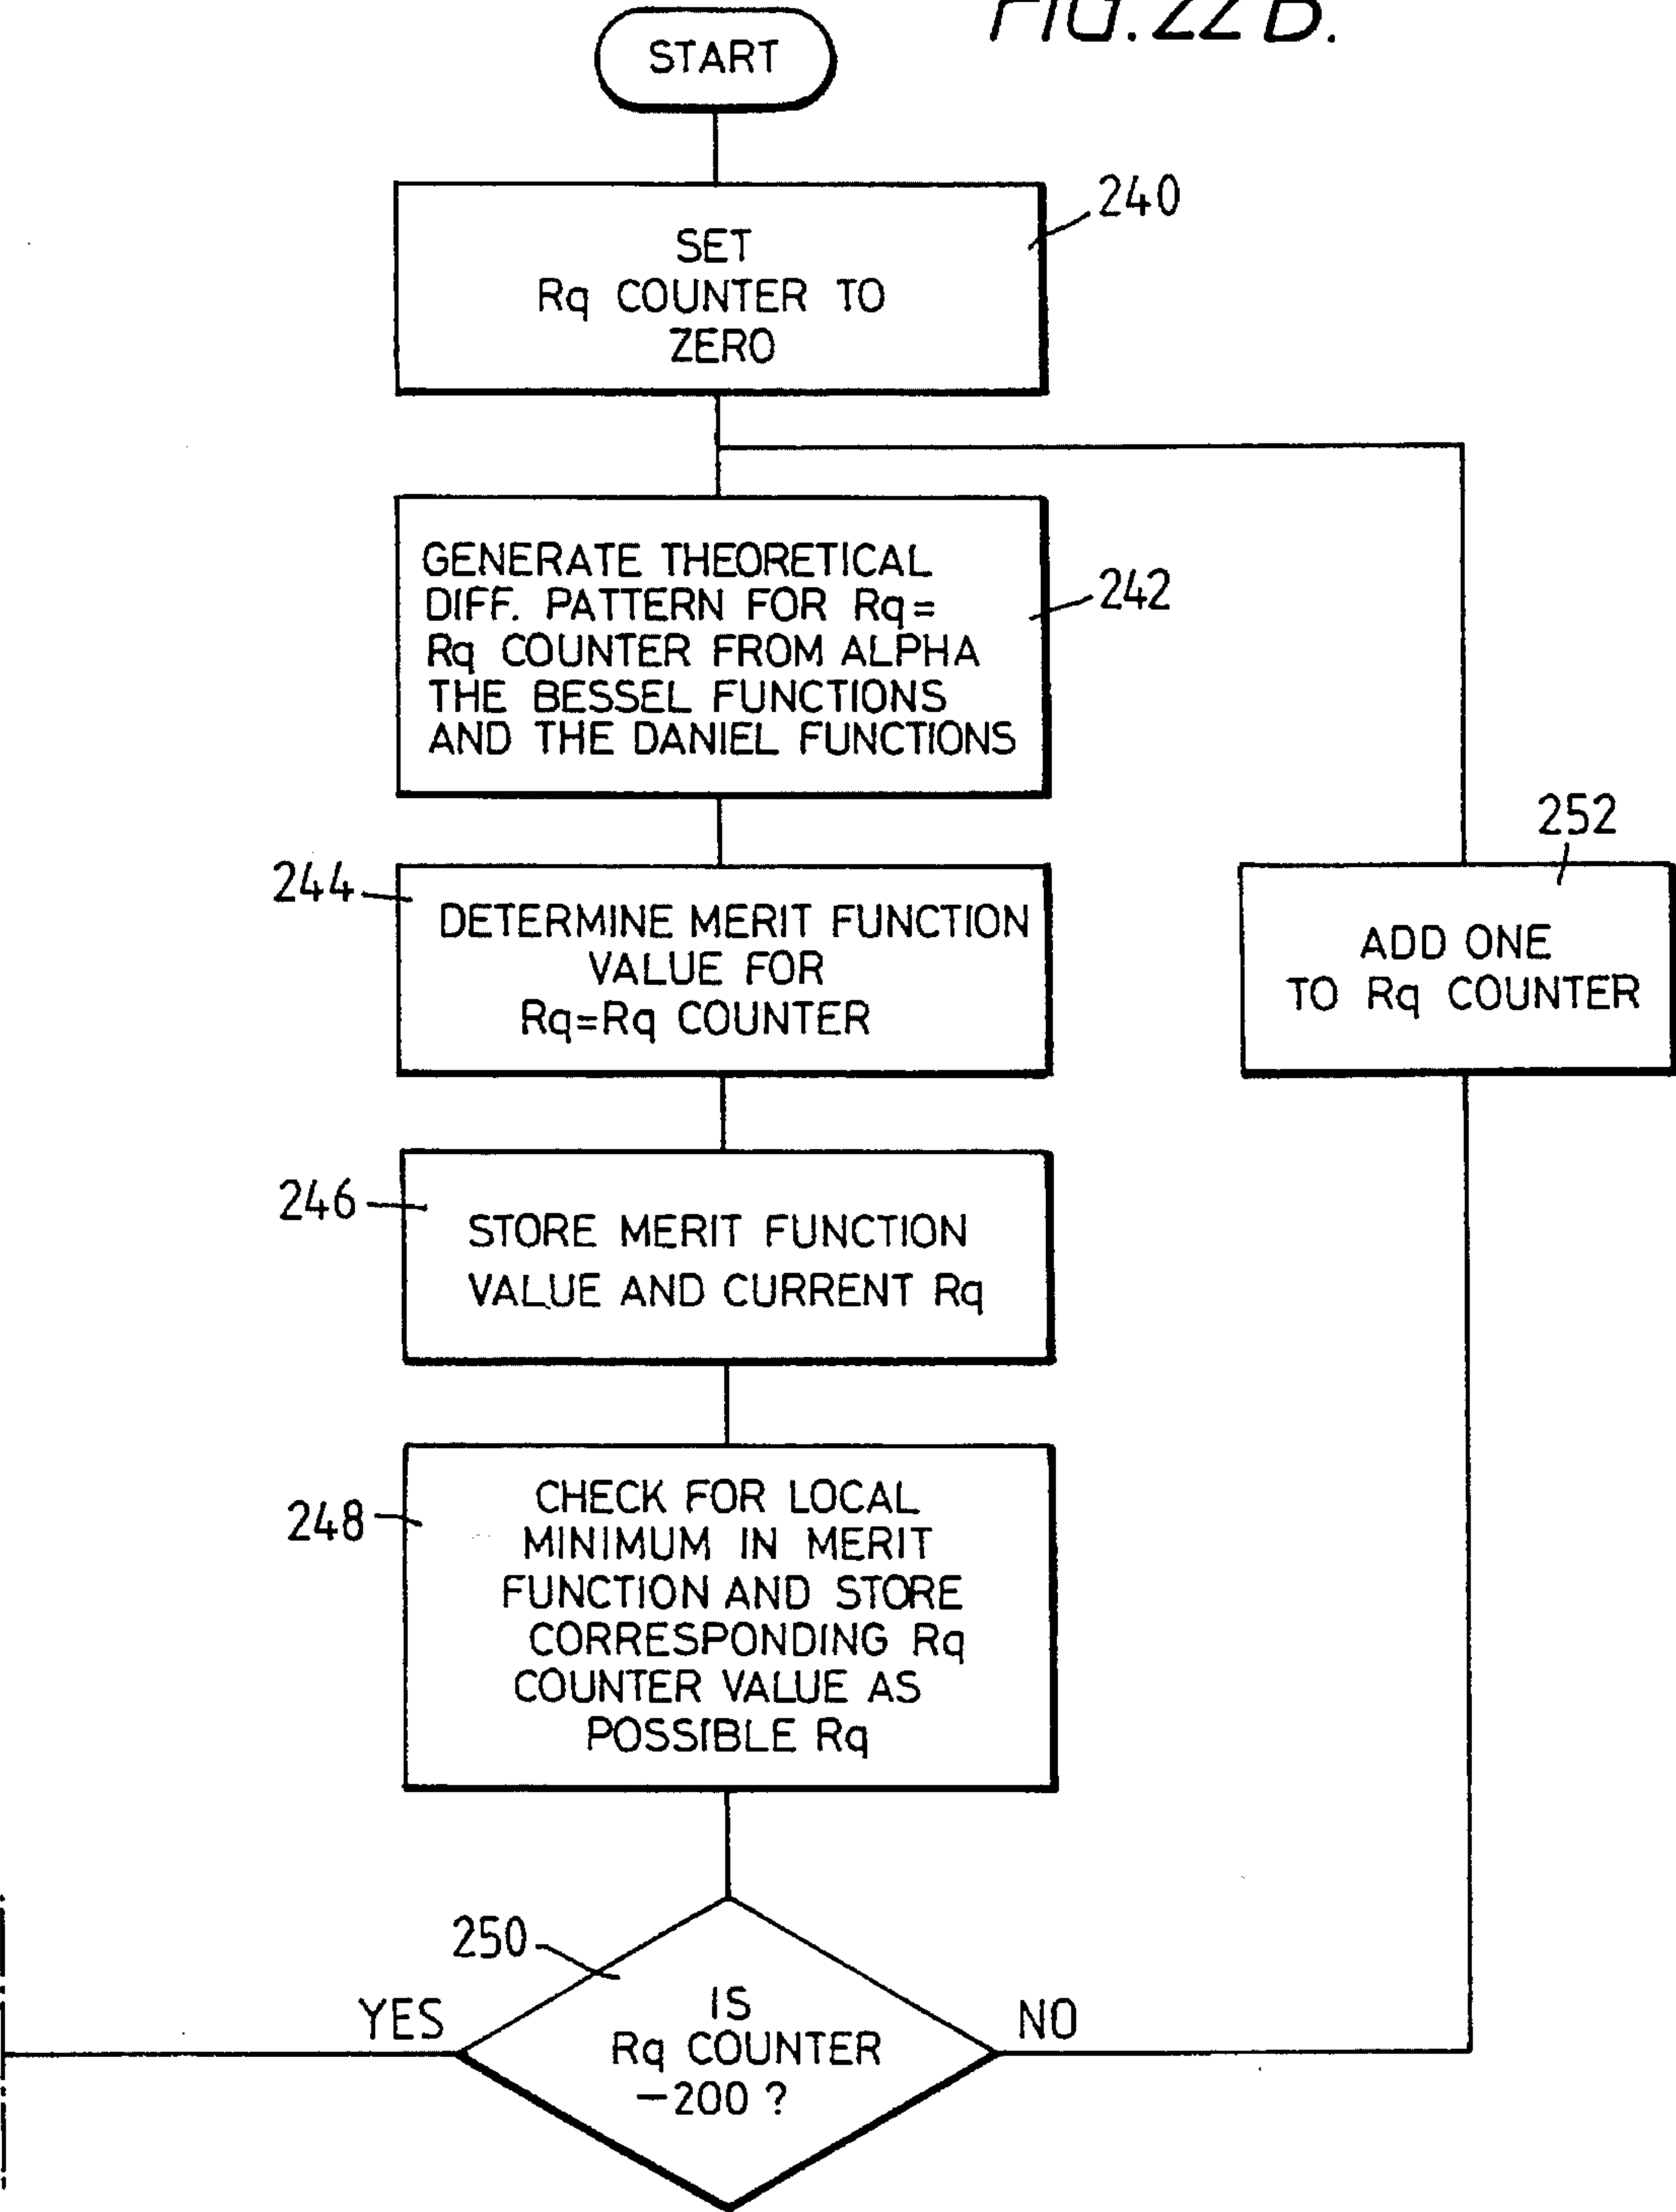 FIG. 22 B.
START
240
SET
Rq COUNTER TO
ZERO
GENERATE THEORETICAL
DIFF. PATTERN FOR Rq=
Rq COUNTER FROM ALPHA
THE BESSEL FUNCTIONS
AND THE DANIEL FUNCTIONS
242
244
DETERMINE MERIT FUNCTION
VALUE FOR
Rq=Rq COUNTER
252
ADD ONE
TO Rq COUNTER
246
STORE MERIT FUNCTION
VALUE AND CURRENT Rq
248
CHECK FOR LOCAL
MINIMUM IN MERIT
FUNCTION AND STORE
CORRESPONDING Rq
COUNTER VALUE AS
POSSIBLE Rq
250
YES
IS
Rq COUNTER
—200 ?
NO